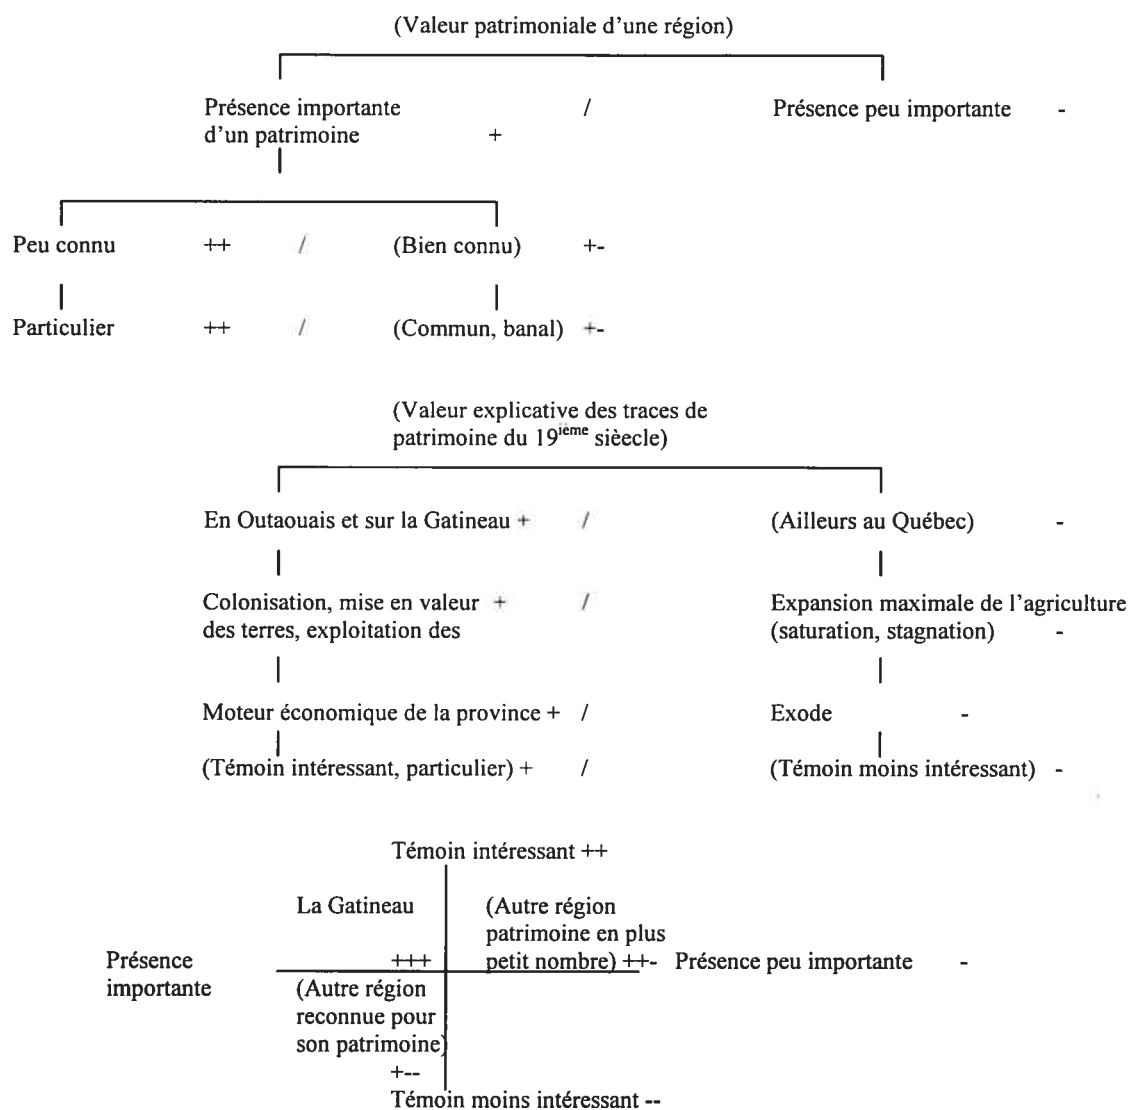 (Valeur patrimoniale d'une région)
Présence importante / Présence peu importante -
d'un patrimoine +
Peu connu ++ / (Bien connu) +-
Particulier ++ / (Commun, banal) +-
(Valeur explicative des traces de
patrimoine du 19ième sièecle)
En Outaouais et sur la Gatineau + / (Ailleurs au Québec) -
Colonisation, mise en valeur + / Expansion maximale de l'agriculture
des terres, exploitation des (saturation, stagnation) -
Moteur économique de la province + / Exode -
(Témoin intéressant, particulier) + / (Témoin moins intéressant) -
Témoin intéressant ++
La Gatineau (Autre région
patrimoine en plus
Présence +++ petit nombre) ++- Présence peu importante -
importante (Autre région
reconnue pour
son patrimoine)
+--
Témoin moins intéressant --